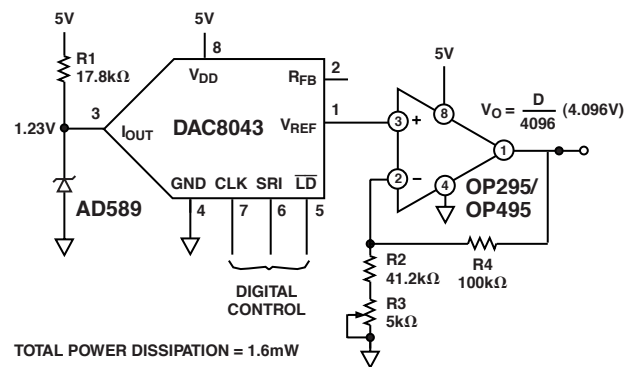 5V
R1
17.8kΩ
3
1.23V
AD589
5V
8
VDD
RFB
2
IOUT
DAC8043
VREF
1
GND CLK SRI LD
4
7
6
5
DIGITAL
CONTROL
5V
3
+
8
VO = D/4096 (4.096V)
1
2
−
4
OP295/
OP495
R2
41.2kΩ
R4
100kΩ
R3
5kΩ
TOTAL POWER DISSIPATION = 1.6mW